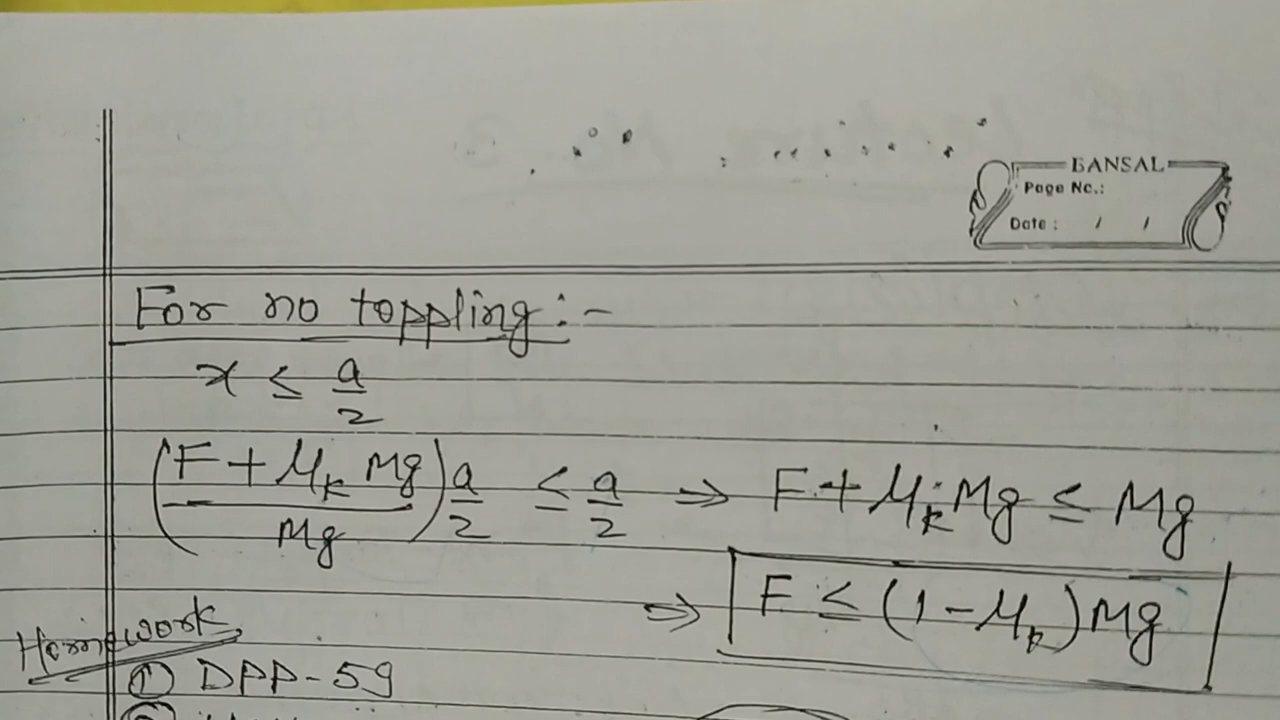 BANSAL
Page No.:
Date : / /
For no toppling:-
x ≤ a/2
((F + μₖ Mg)/Mg) a/2 ≤ a/2 ⇒ F + μₖ Mg ≤ Mg
⇒ F ≤ (1 - μₖ) Mg
Homework
① DPP-59
②